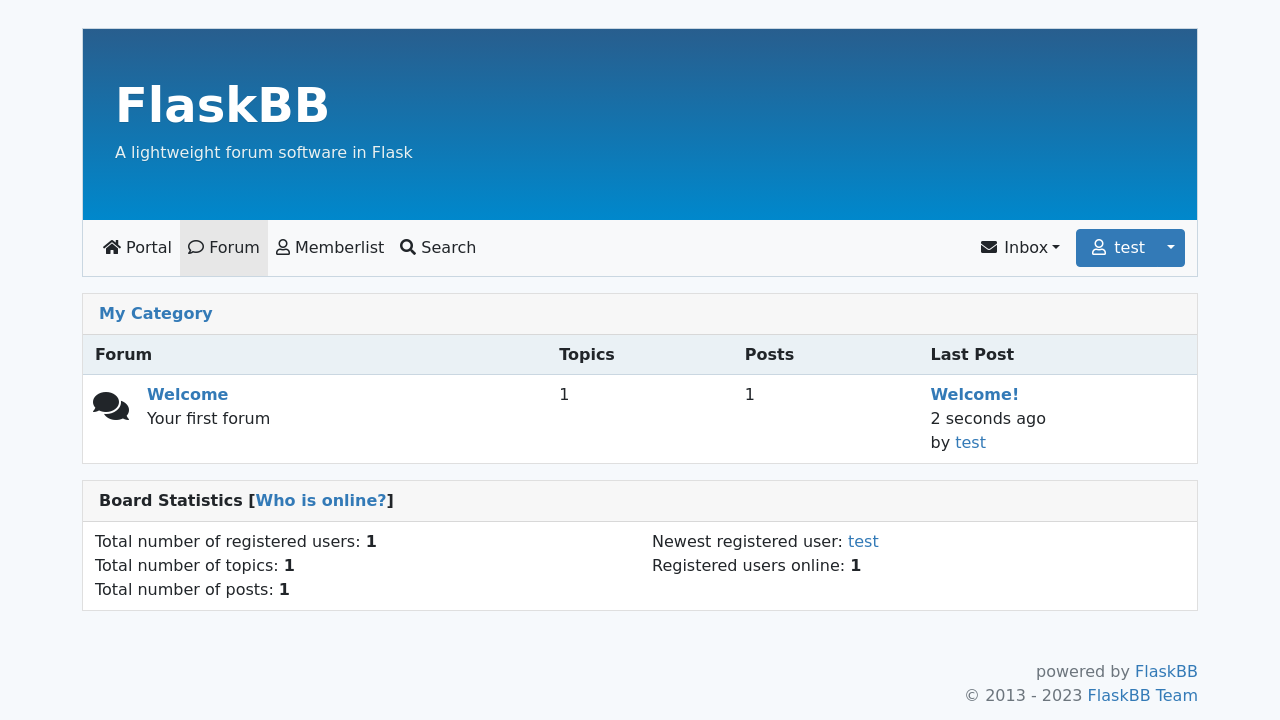 FlaskBB
A lightweight forum software in Flask
Portal Forum Memberlist Search Inbox test
My Category
Forum Topics Posts Last Post
Welcome 1 1 Welcome!
Your first forum 2 seconds ago
by test
Board Statistics [Who is online?]
Total number of registered users: 1 Newest registered user: test
Total number of topics: 1 Registered users online: 1
Total number of posts: 1
powered by FlaskBB
© 2013 - 2023 FlaskBB Team